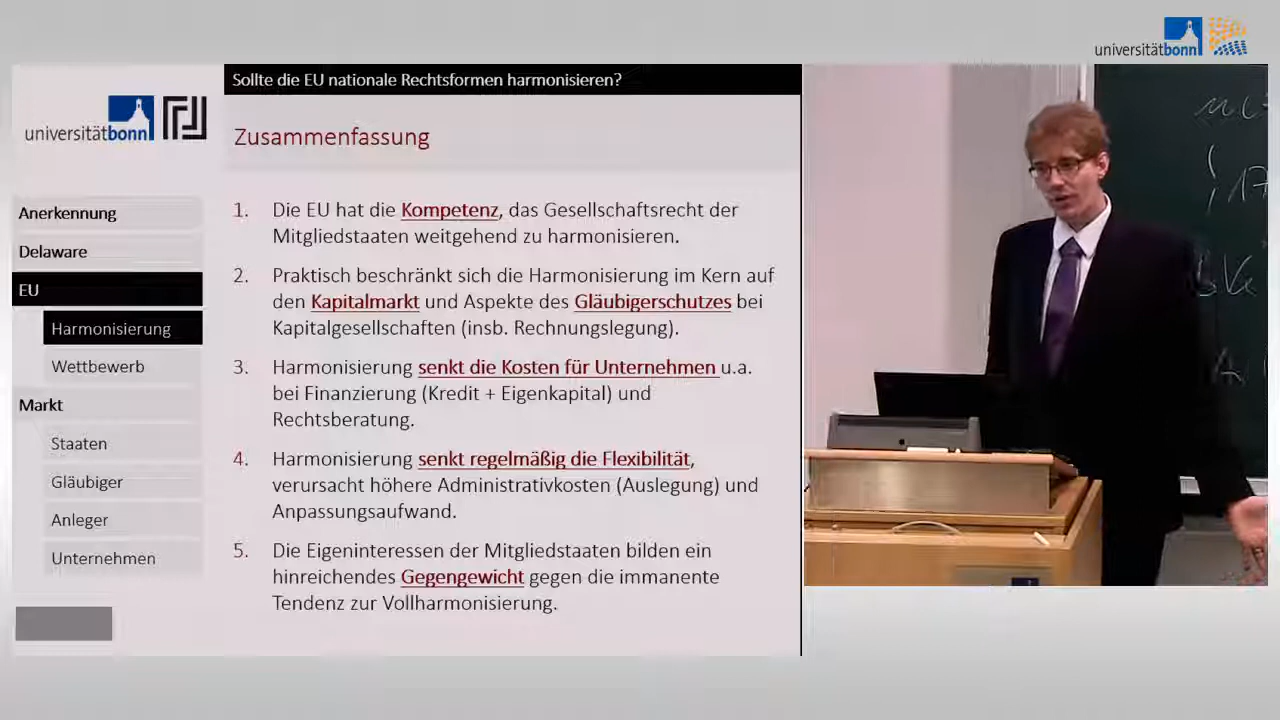 universitätbonn
Sollte die EU nationale Rechtsformen harmonisieren?
universitätbonn
Zusammenfassung
Anerkennung
Delaware
EU
Harmonisierung
Wettbewerb
Markt
Staaten
Gläubiger
Anleger
Unternehmen
1. Die EU hat die Kompetenz, das Gesellschaftsrecht der
Mitgliedstaaten weitgehend zu harmonisieren.
2. Praktisch beschränkt sich die Harmonisierung im Kern auf
den Kapitalmarkt und Aspekte des Gläubigerschutzes bei
Kapitalgesellschaften (insb. Rechnungslegung).
3. Harmonisierung senkt die Kosten für Unternehmen u.a.
bei Finanzierung (Kredit + Eigenkapital) und
Rechtsberatung.
4. Harmonisierung senkt regelmäßig die Flexibilität,
verursacht höhere Administrativkosten (Auslegung) und
Anpassungsaufwand.
5. Die Eigeninteressen der Mitgliedstaaten bilden ein
hinreichendes Gegengewicht gegen die immanente
Tendenz zur Vollharmonisierung.